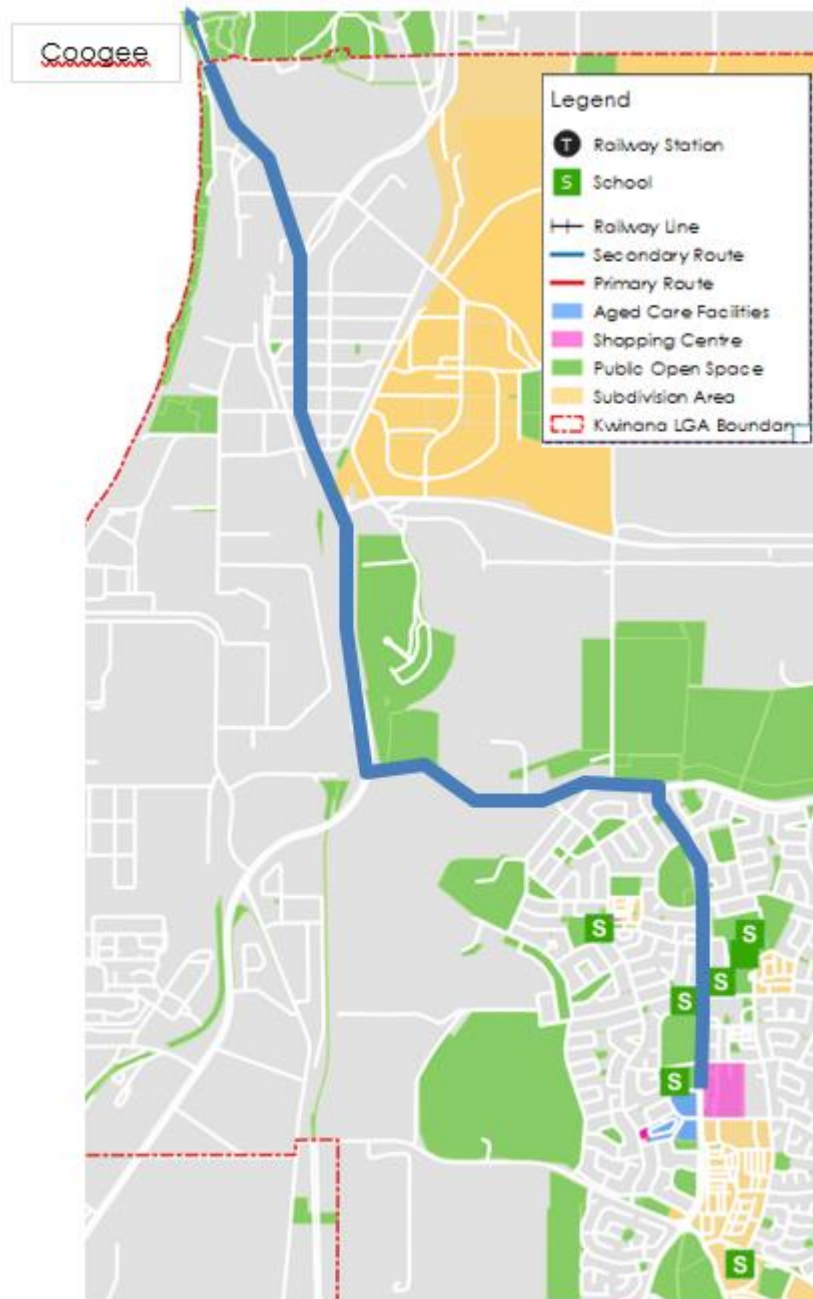 Coogee
Legend
T Railway Station
S School
Railway Line
Secondary Route
Primary Route
Aged Care Facilities
Shopping Centre
Public Open Space
Subdivision Area
Kwinana LGA Boundary
S
S
S
S
S
S